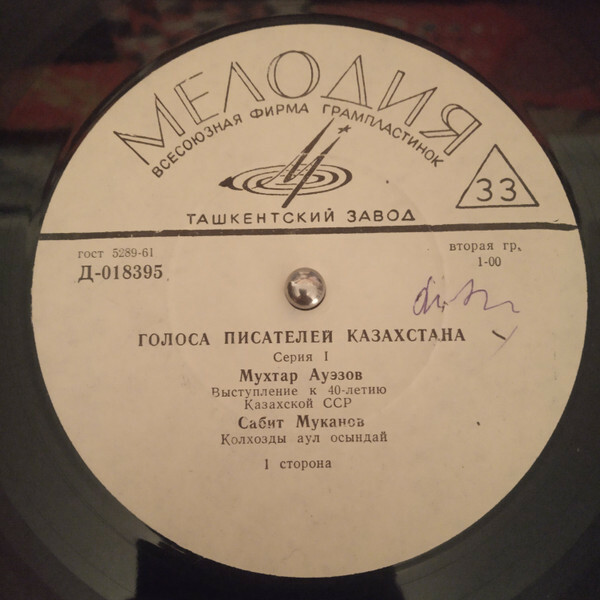 МЕЛОДИЯ
ВСЕСОЮЗНАЯ ФИРМА ГРАМПЛАСТИНОК
33
ТАШКЕНТСКИЙ ЗАВОД
гост 5289-61
вторая гр.
Д-018395
1-00
ГОЛОСА ПИСАТЕЛЕЙ КАЗАХСТАНА
Серия I
Мухтар Ауэзов
Выступление к 40-летию
Казахской ССР
Сабит Муканов
Колхозды аул осындай
1 сторона